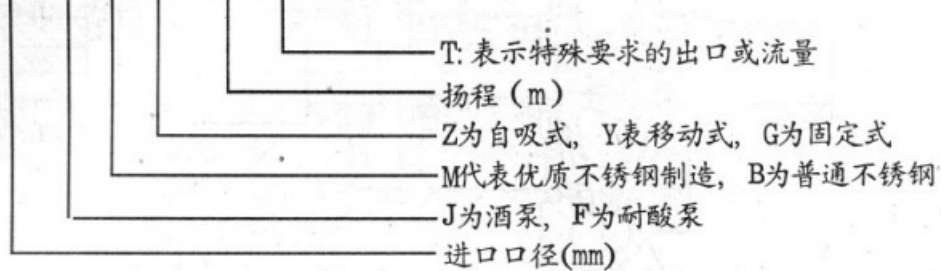 T:表示特殊要求的出口或流量
扬程(m)
Z为自吸式, Y表移动式, G为固定式
M代表优质不锈钢制造, B为普通不锈钢
J为酒泵, F为耐酸泵
进口口径(mm)